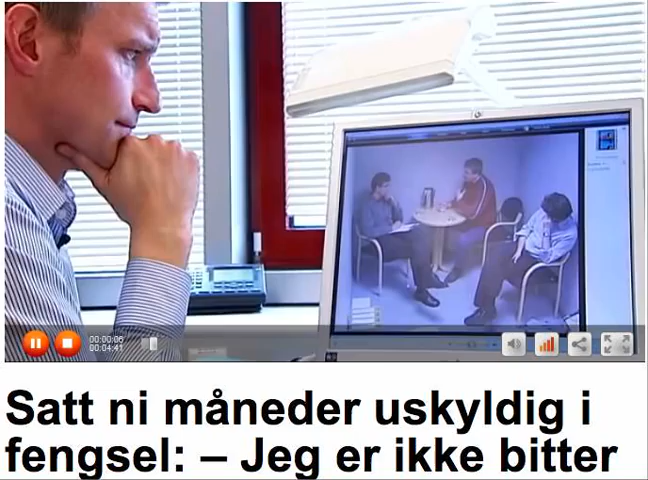 00:00:06
00:04:41
Satt ni måneder uskyldig i
fengsel: – Jeg er ikke bitter